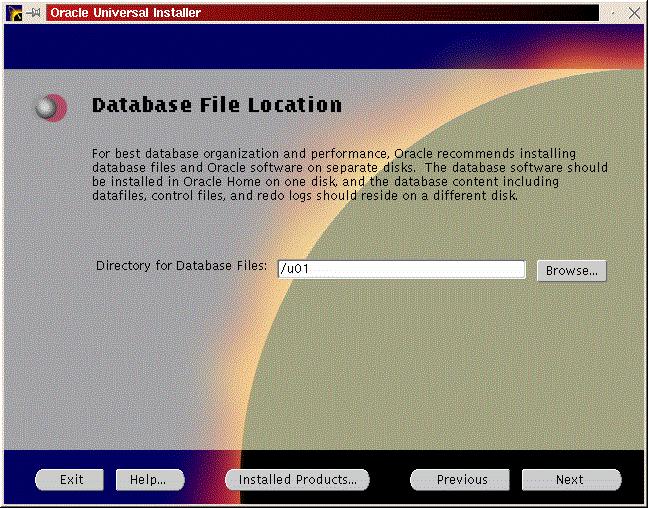 Oracle Universal Installer
Database File Location
For best database organization and performance, Oracle recommends installing
database files and Oracle software on separate disks. The database software should
be installed in Oracle Home on one disk, and the database content including
datafiles, control files, and redo logs should reside on a different disk.
Directory for Database Files: /u01 Browse...
Exit Help... Installed Products... Previous Next